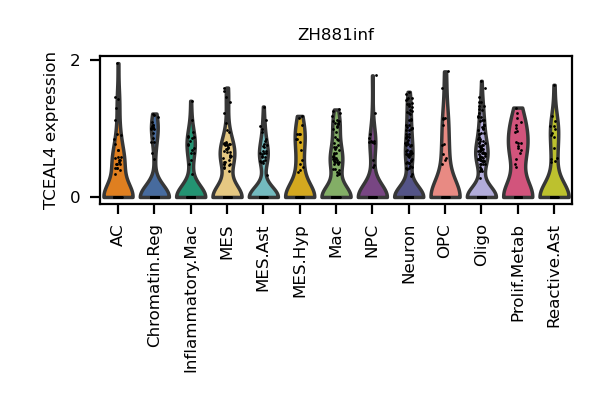 ZH881inf
TCEAL4 expression
2
0
AC
Chromatin.Reg
Inflammatory.Mac
MES
MES.Ast
MES.Hyp
Mac
NPC
Neuron
OPC
Oligo
Prolif.Metab
Reactive.Ast